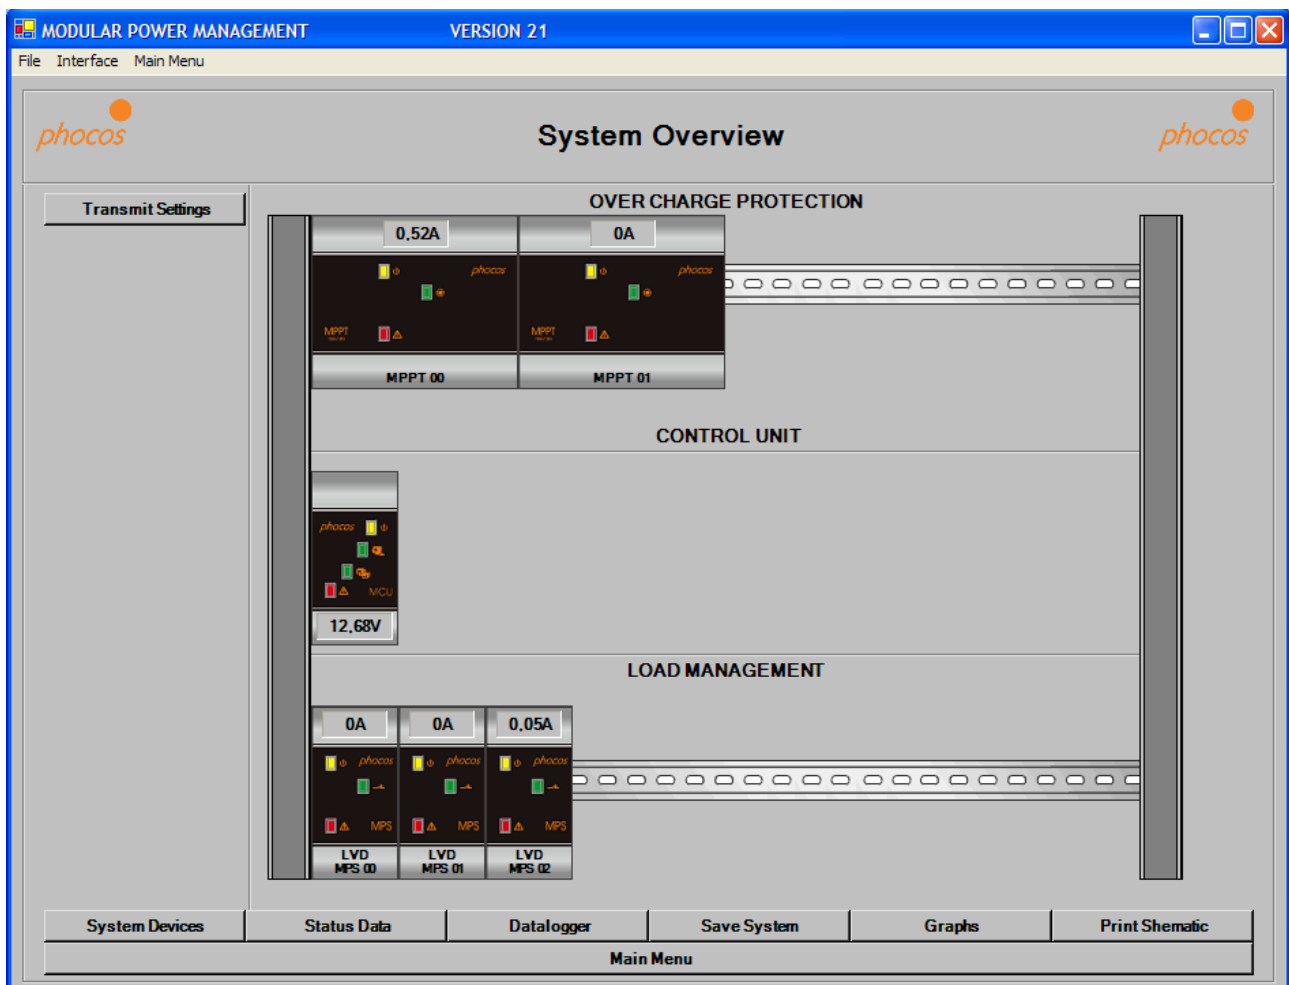 MODULAR POWER MANAGEMENT VERSION 21
File Interface Main Menu
phocos
System Overview
phocos
Transmit Settings
OVER CHARGE PROTECTION
0,52A
0A
phocos
phocos
MPPT
MPPT
MPPT 00
MPPT 01
CONTROL UNIT
phocos
MCU
12,68V
LOAD MANAGEMENT
0A
0A
0,05A
phocos
phocos
phocos
MPS
MPS
MPS
LVD
MPS 00
LVD
MPS 01
LVD
MPS 02
System Devices
Status Data
Datalogger
Save System
Graphs
Print Shematic
Main Menu